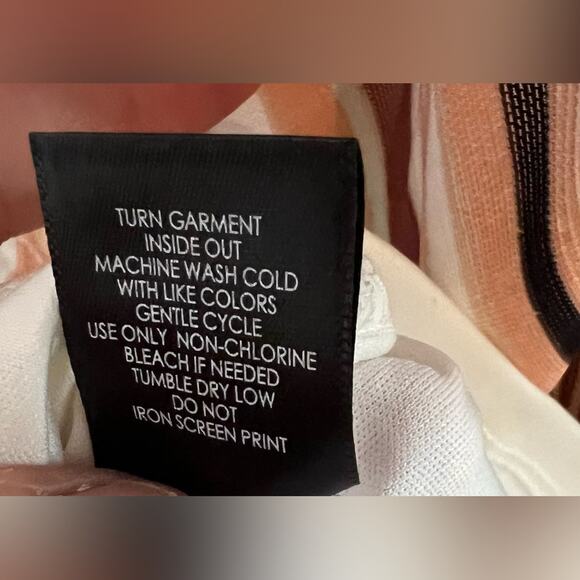 TURN GARMENT
INSIDE OUT
MACHINE WASH COLD
WITH LIKE COLORS
GENTLE CYCLE
USE ONLY NON-CHLORINE
BLEACH IF NEEDED
TUMBLE DRY LOW
DO NOT
IRON SCREEN PRINT